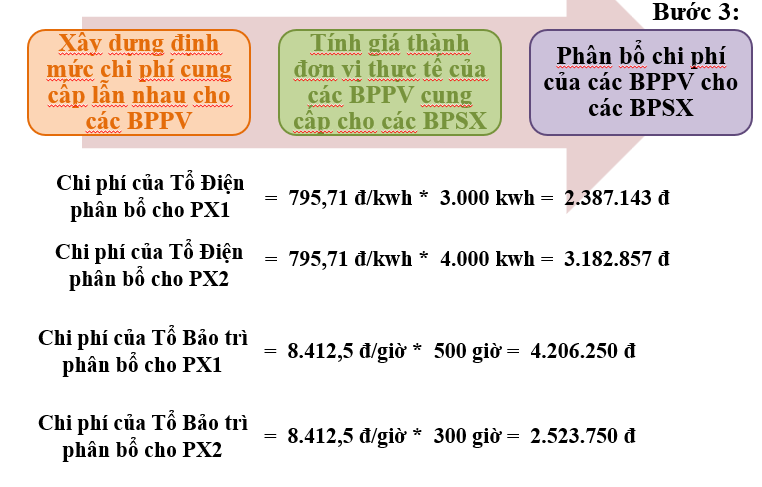 Bước 3:
Xây dựng định
mức chi phí cung
cấp lẫn nhau cho
các BPPV
Tính giá thành
đơn vị thực tế của
các BPPV cung
cấp cho các BPSX
Phân bổ chi phí
của các BPPV cho
các BPSX
Chi phí của Tổ Điện
phân bổ cho PX1
= 795,71 đ/kwh * 3.000 kwh = 2.387.143 đ
Chi phí của Tổ Điện
phân bổ cho PX2
= 795,71 đ/kwh * 4.000 kwh = 3.182.857 đ
Chi phí của Tổ Bảo trì
phân bổ cho PX1
= 8.412,5 đ/giờ * 500 giờ = 4.206.250 đ
Chi phí của Tổ Bảo trì
phân bổ cho PX2
= 8.412,5 đ/giờ * 300 giờ = 2.523.750 đ